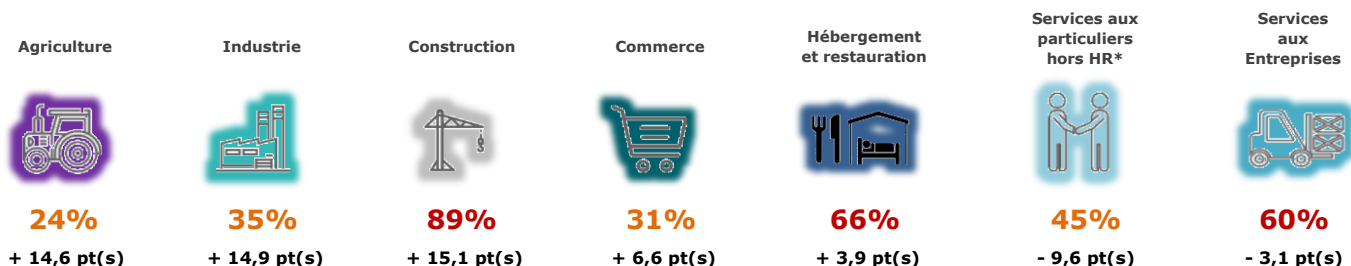 Agriculture
Industrie
Construction
Commerce
Hébergement
et restauration
Services aux
particuliers
hors HR*
Services
aux
Entreprises
24%
35%
89%
31%
66%
45%
60%
+ 14,6 pt(s)
+ 14,9 pt(s)
+ 15,1 pt(s)
+ 6,6 pt(s)
+ 3,9 pt(s)
- 9,6 pt(s)
- 3,1 pt(s)